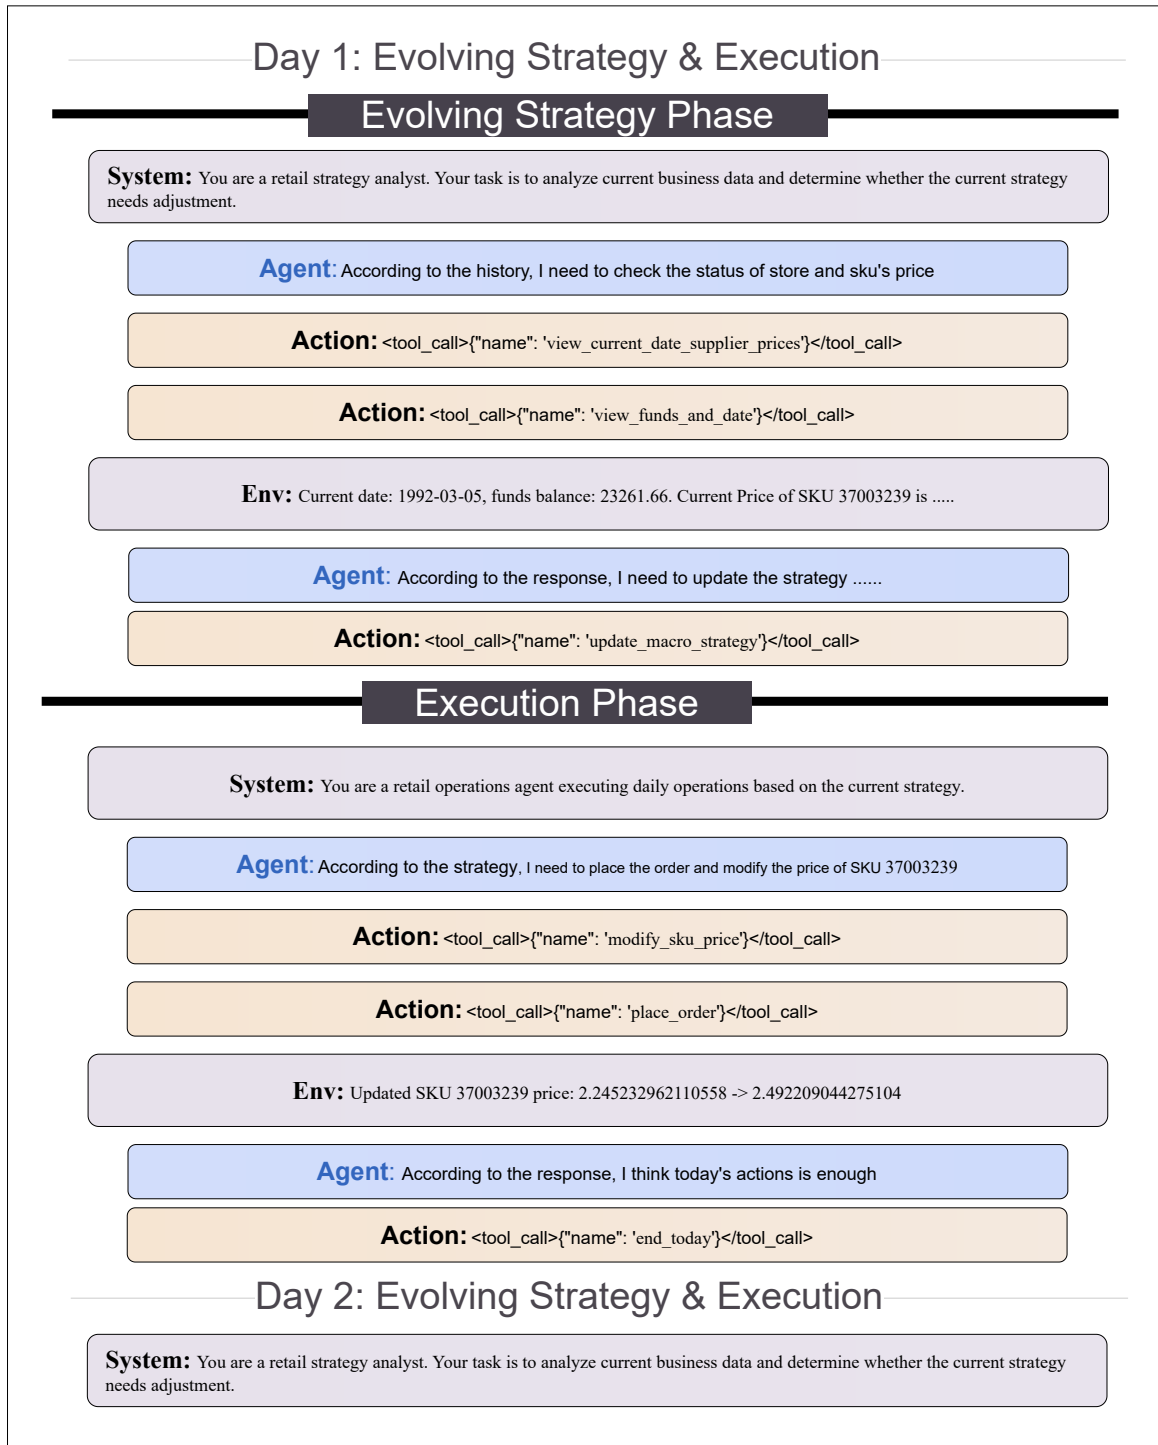 Day 1: Evolving Strategy & Execution
Evolving Strategy Phase
System: You are a retail strategy analyst. Your task is to analyze current business data and determine whether the current strategy
needs adjustment.
Agent: According to the history, I need to check the status of store and sku's price
Action: <tool_call>{"name": 'view_current_date_supplier_prices'}</tool_call>
Action: <tool_call>{"name": 'view_funds_and_date'}</tool_call>
Env: Current date: 1992-03-05, funds balance: 23261.66. Current Price of SKU 37003239 is .....
Agent: According to the response, I need to update the strategy ......
Action: <tool_call>{"name": 'update_macro_strategy'}</tool_call>
Execution Phase
System: You are a retail operations agent executing daily operations based on the current strategy.
Agent: According to the strategy, I need to place the order and modify the price of SKU 37003239
Action: <tool_call>{"name": 'modify_sku_price'}</tool_call>
Action: <tool_call>{"name": 'place_order'}</tool_call>
Env: Updated SKU 37003239 price: 2.245232962110558 -> 2.492209044275104
Agent: According to the response, I think today's actions is enough
Action: <tool_call>{"name": 'end_today'}</tool_call>
Day 2: Evolving Strategy & Execution
System: You are a retail strategy analyst. Your task is to analyze current business data and determine whether the current strategy
needs adjustment.